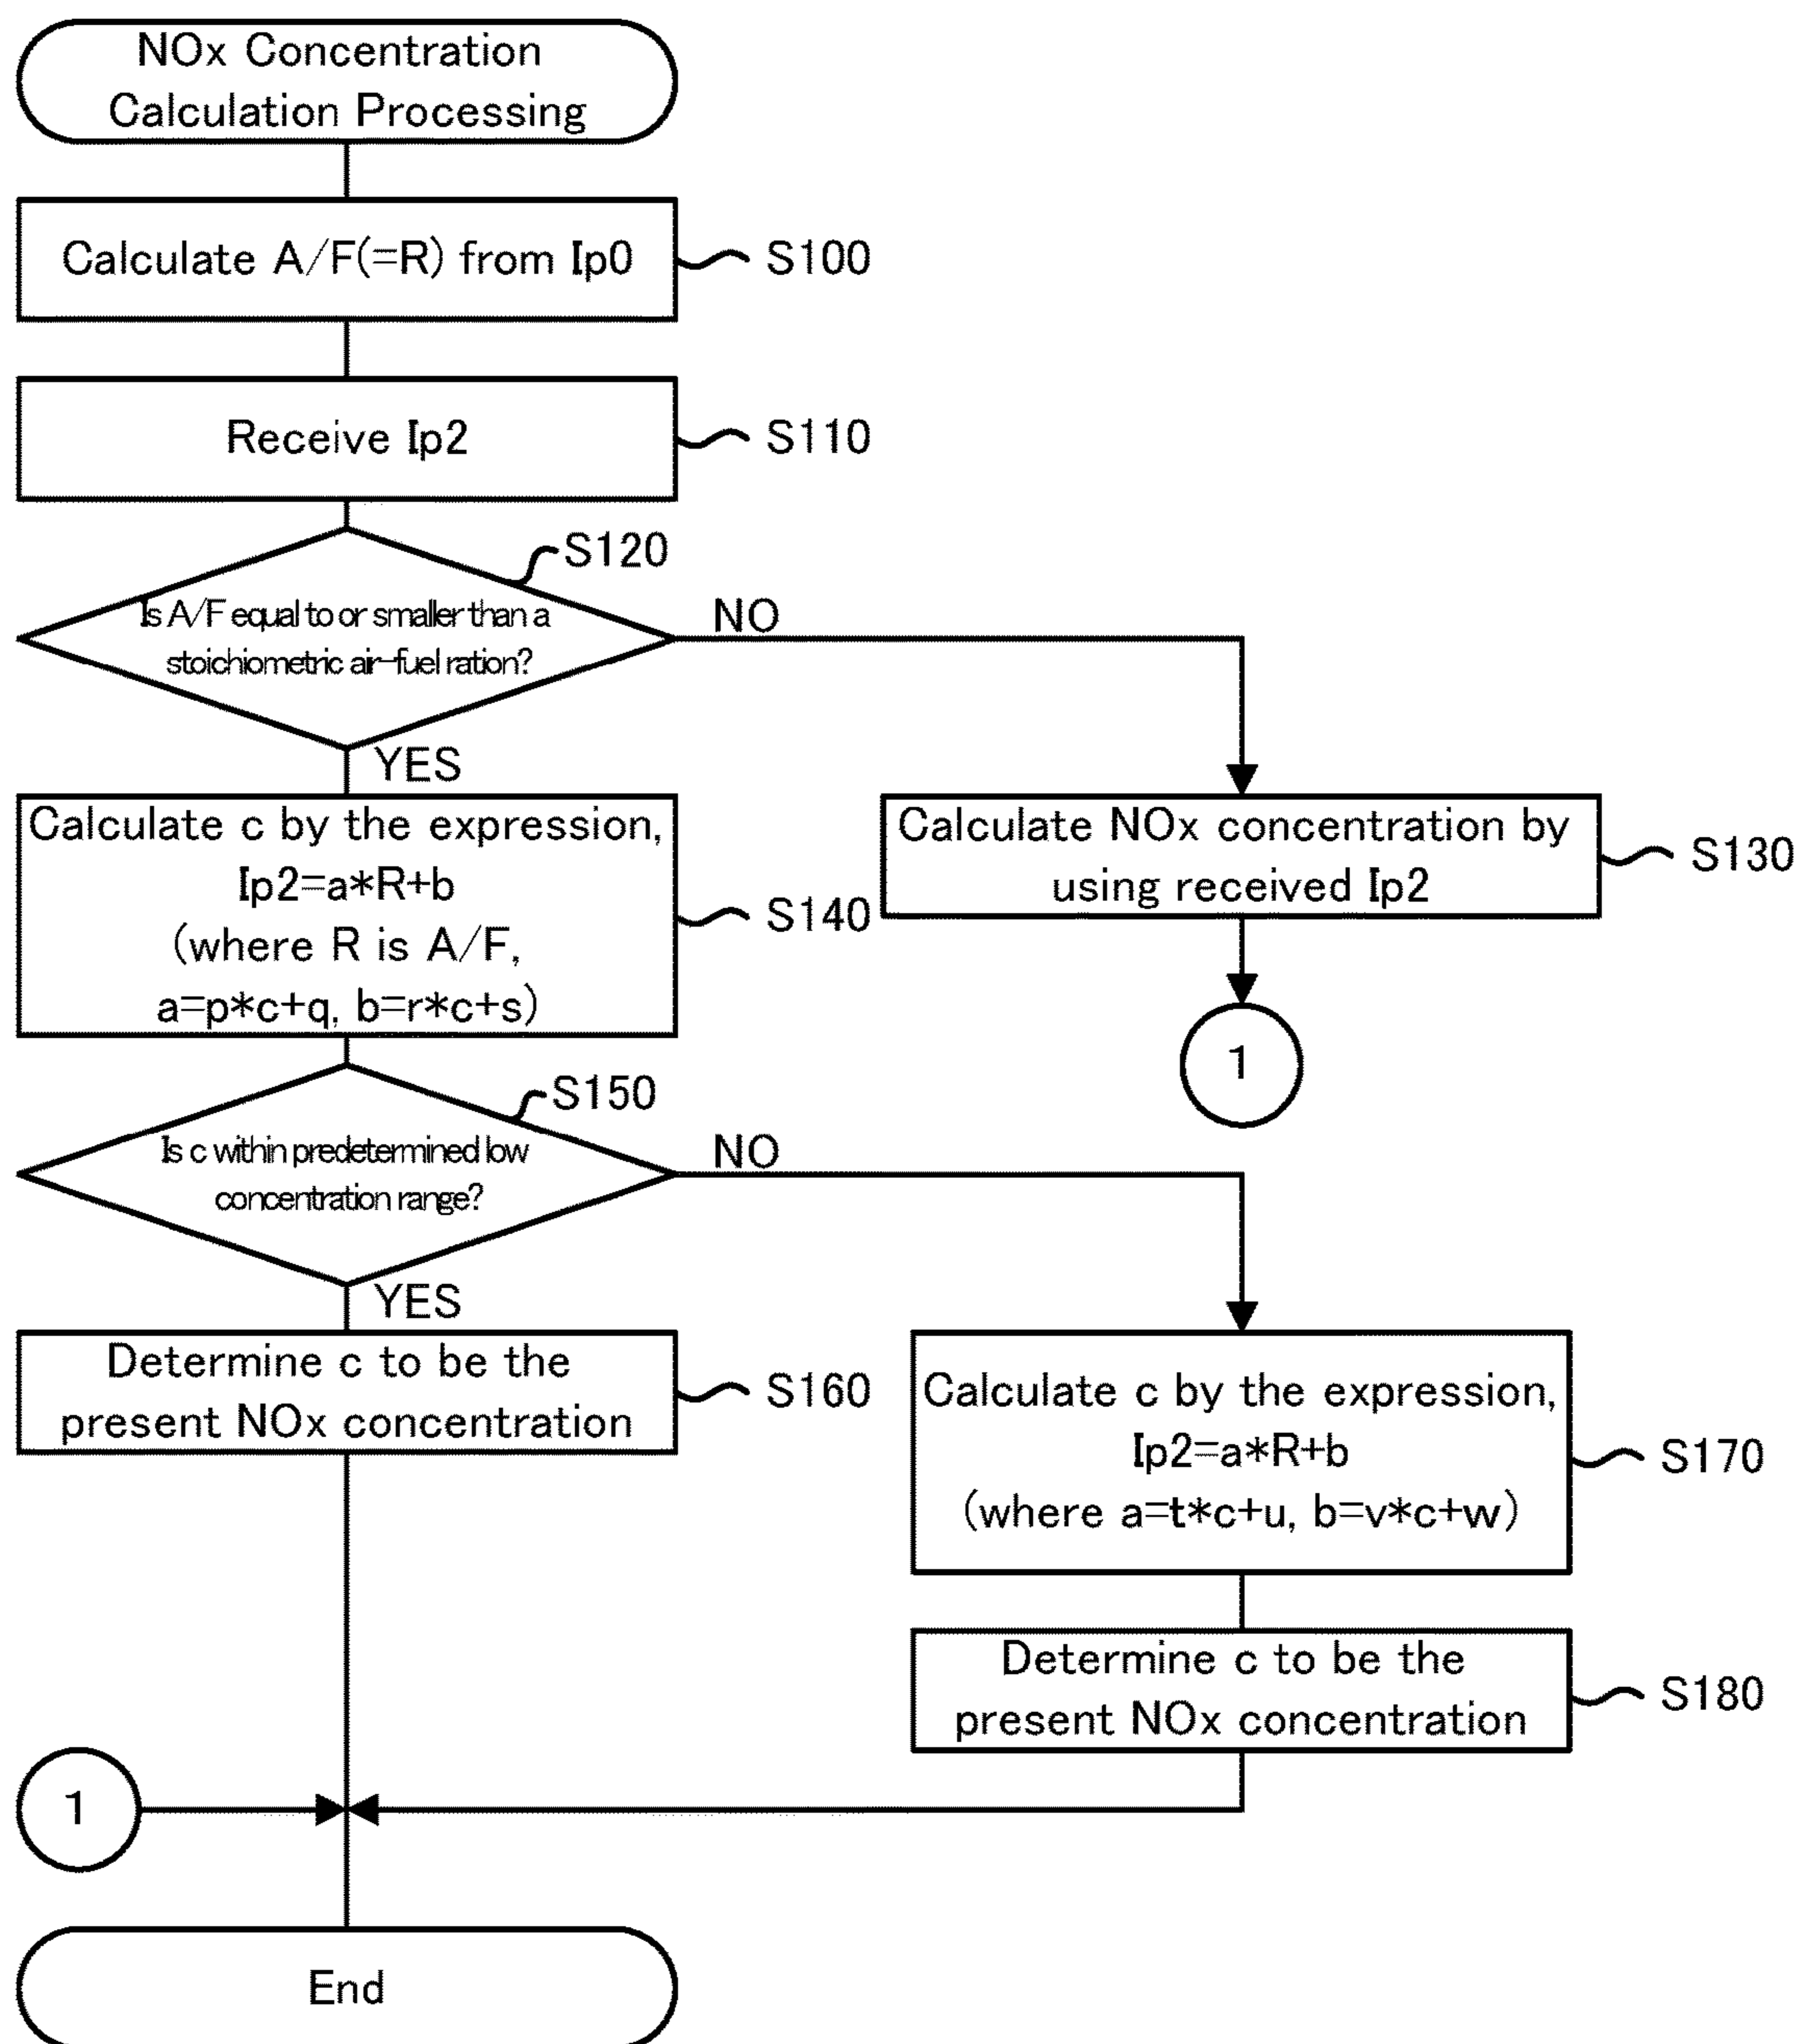 NOx Concentration
Calculation Processing
Calculate A/F(=R) from Ip0
S100
Receive Ip2
S110
S120
Is A/F equal to or smaller than a
stoichiometric air-fuel ration?
NO
YES
Calculate c by the expression,
Ip2=a*R+b
(where R is A/F,
a=p*c+q, b=r*c+s)
S140
Calculate NOx concentration by
using received Ip2
S130
1
S150
Is c within predetermined low
concentration range?
NO
YES
Determine c to be the
present NOx concentration
S160
Calculate c by the expression,
Ip2=a*R+b
(where a=t*c+u, b=v*c+w)
S170
Determine c to be the
present NOx concentration
S180
1
End